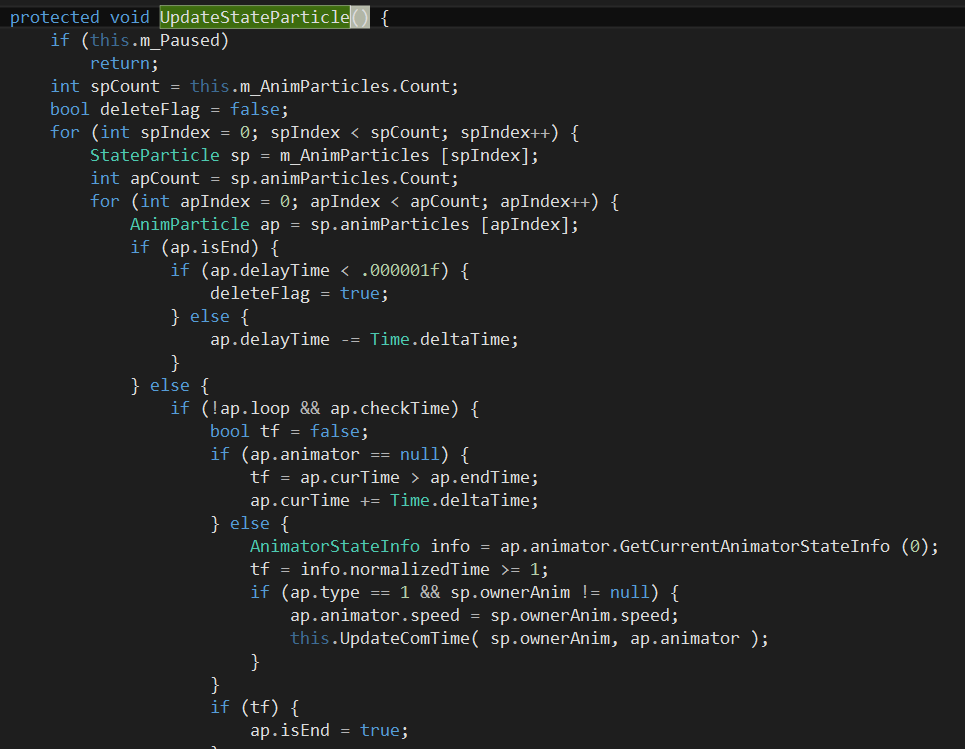 protected void UpdateStateParticle() {
    if (this.m_Paused)
        return;
    int spCount = this.m_AnimParticles.Count;
    bool deleteFlag = false;
    for (int spIndex = 0; spIndex < spCount; spIndex++) {
        StateParticle sp = m_AnimParticles [spIndex];
        int apCount = sp.animParticles.Count;
        for (int apIndex = 0; apIndex < apCount; apIndex++) {
            AnimParticle ap = sp.animParticles [apIndex];
            if (ap.isEnd) {
                if (ap.delayTime < .000001f) {
                    deleteFlag = true;
                } else {
                    ap.delayTime -= Time.deltaTime;
                }
            } else {
                if (!ap.loop && ap.checkTime) {
                    bool tf = false;
                    if (ap.animator == null) {
                        tf = ap.curTime > ap.endTime;
                        ap.curTime += Time.deltaTime;
                    } else {
                        AnimatorStateInfo info = ap.animator.GetCurrentAnimatorStateInfo (0);
                        tf = info.normalizedTime >= 1;
                        if (ap.type == 1 && sp.ownerAnim != null) {
                            ap.animator.speed = sp.ownerAnim.speed;
                            this.UpdateComTime( sp.ownerAnim, ap.animator );
                        }
                    }
                    if (tf) {
                        ap.isEnd = true;